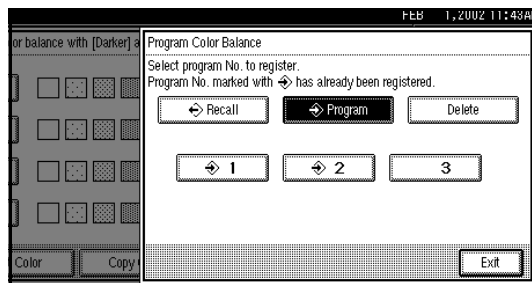 FEB 1,2002 11:43A
or balance with [Darker] a
Program Color Balance
Select program No. to register.
Program No. marked with has already been registered.
Recall Program Delete
1 2 3
Color Copy
Exit